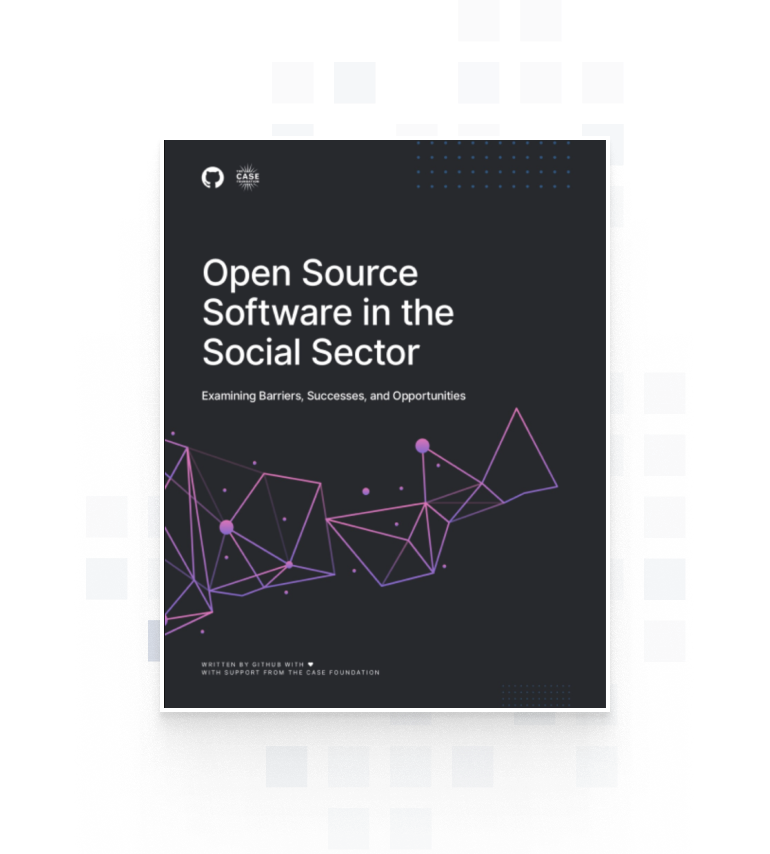 CASE
Open Source
Software in the
Social Sector
Examining Barriers, Successes, and Opportunities
WRITTEN BY GITHUB WITH ♥
WITH SUPPORT FROM THE CASE FOUNDATION